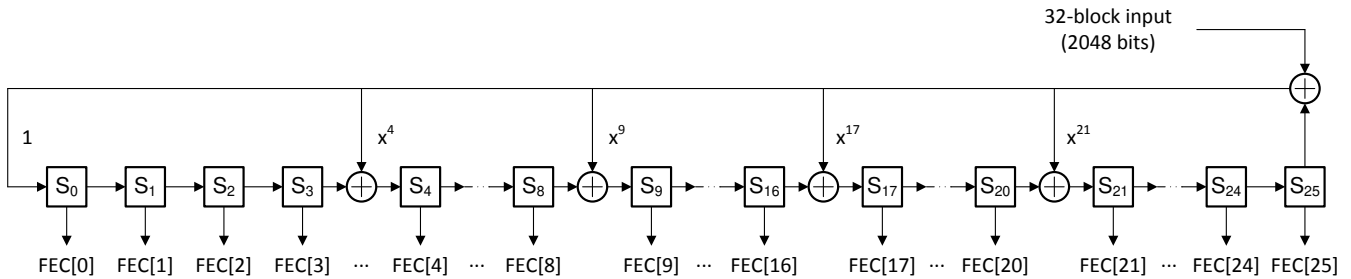 32-block input
(2048 bits)
1 x⁴ x⁹ x¹⁷ x²¹
S₀ S₁ S₂ S₃ S₄ ... S₈ S₉ ... S₁₆ S₁₇ ... S₂₀ S₂₁ ... S₂₄ S₂₅
FEC[0] FEC[1] FEC[2] FEC[3] ... FEC[4] ... FEC[8] FEC[9] ... FEC[16] FEC[17] ... FEC[20] FEC[21] ... FEC[24] FEC[25]